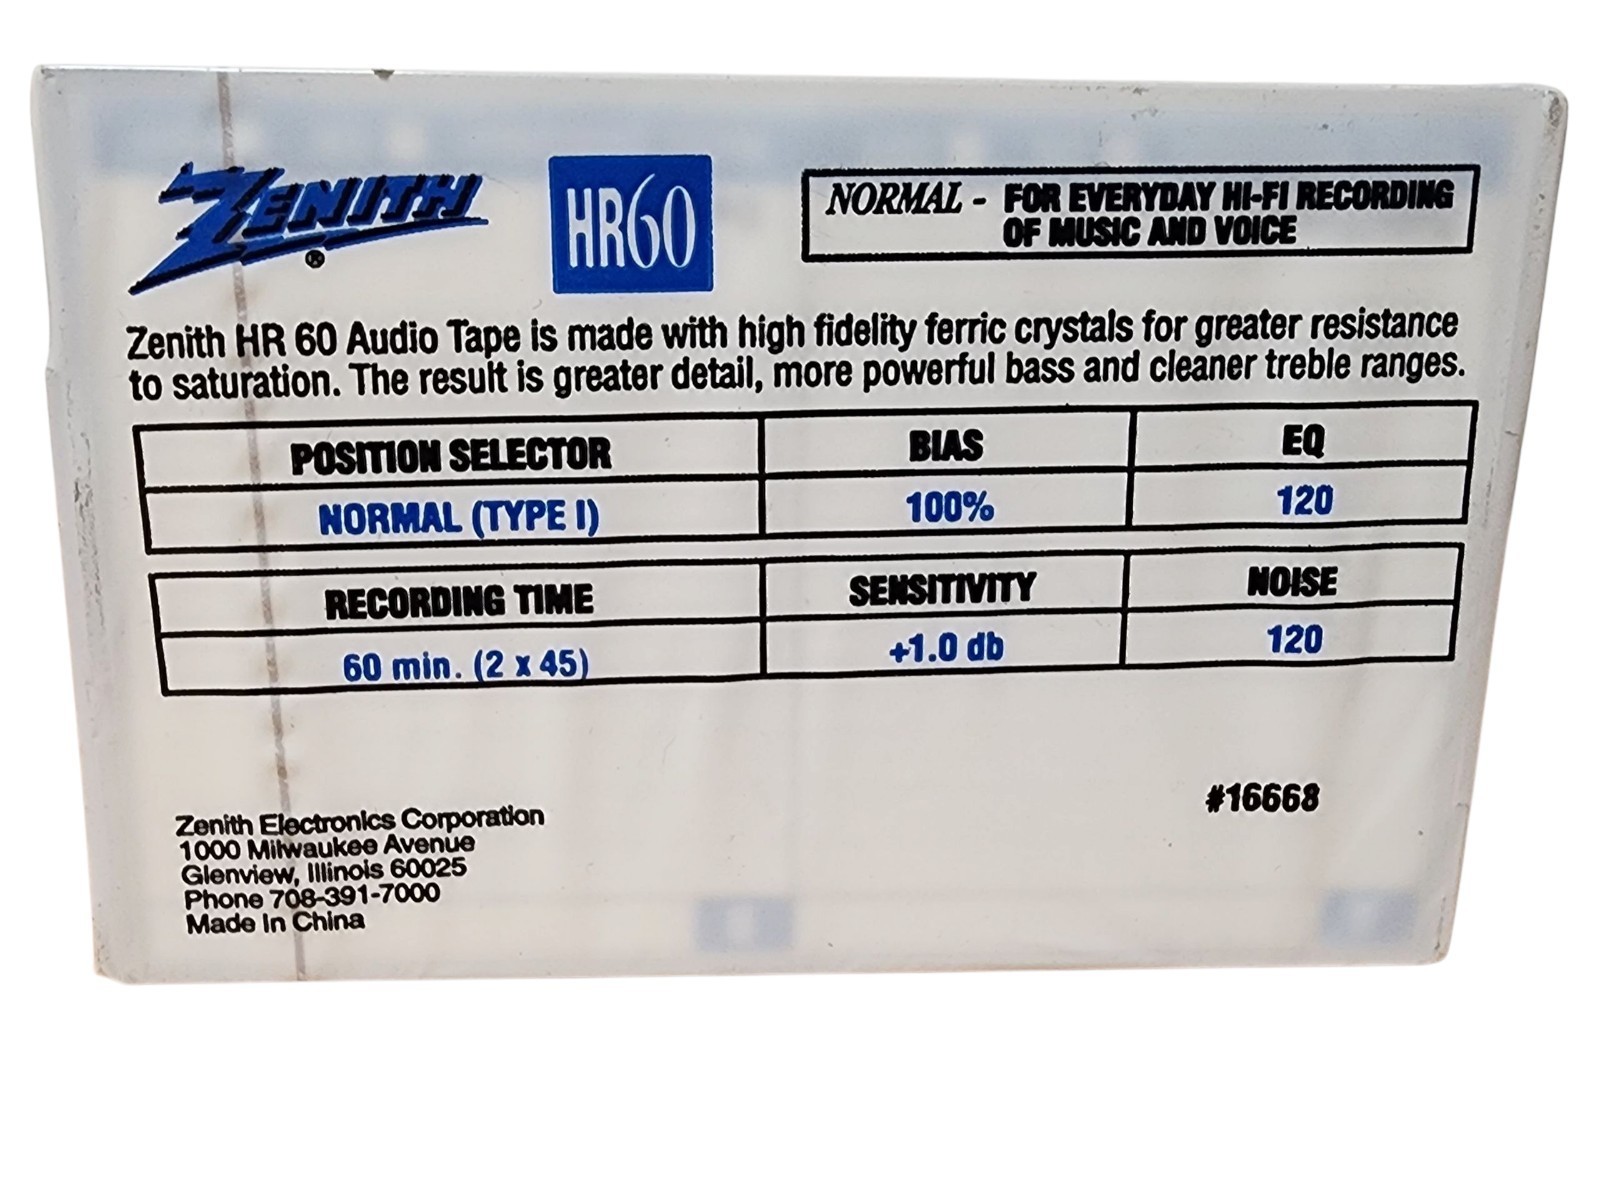 ZENITH
®
HR60
NORMAL - FOR EVERYDAY HI-FI RECORDING
OF MUSIC AND VOICE
Zenith HR 60 Audio Tape is made with high fidelity ferric crystals for greater resistance
to saturation. The result is greater detail, more powerful bass and cleaner treble ranges.
POSITION SELECTOR BIAS EQ
NORMAL (TYPE I) 100% 120
RECORDING TIME SENSITIVITY NOISE
60 min. (2 x 45) +1.0 db 120
#16668
Zenith Electronics Corporation
1000 Milwaukee Avenue
Glenview, Illinois 60025
Phone 708-391-7000
Made In China